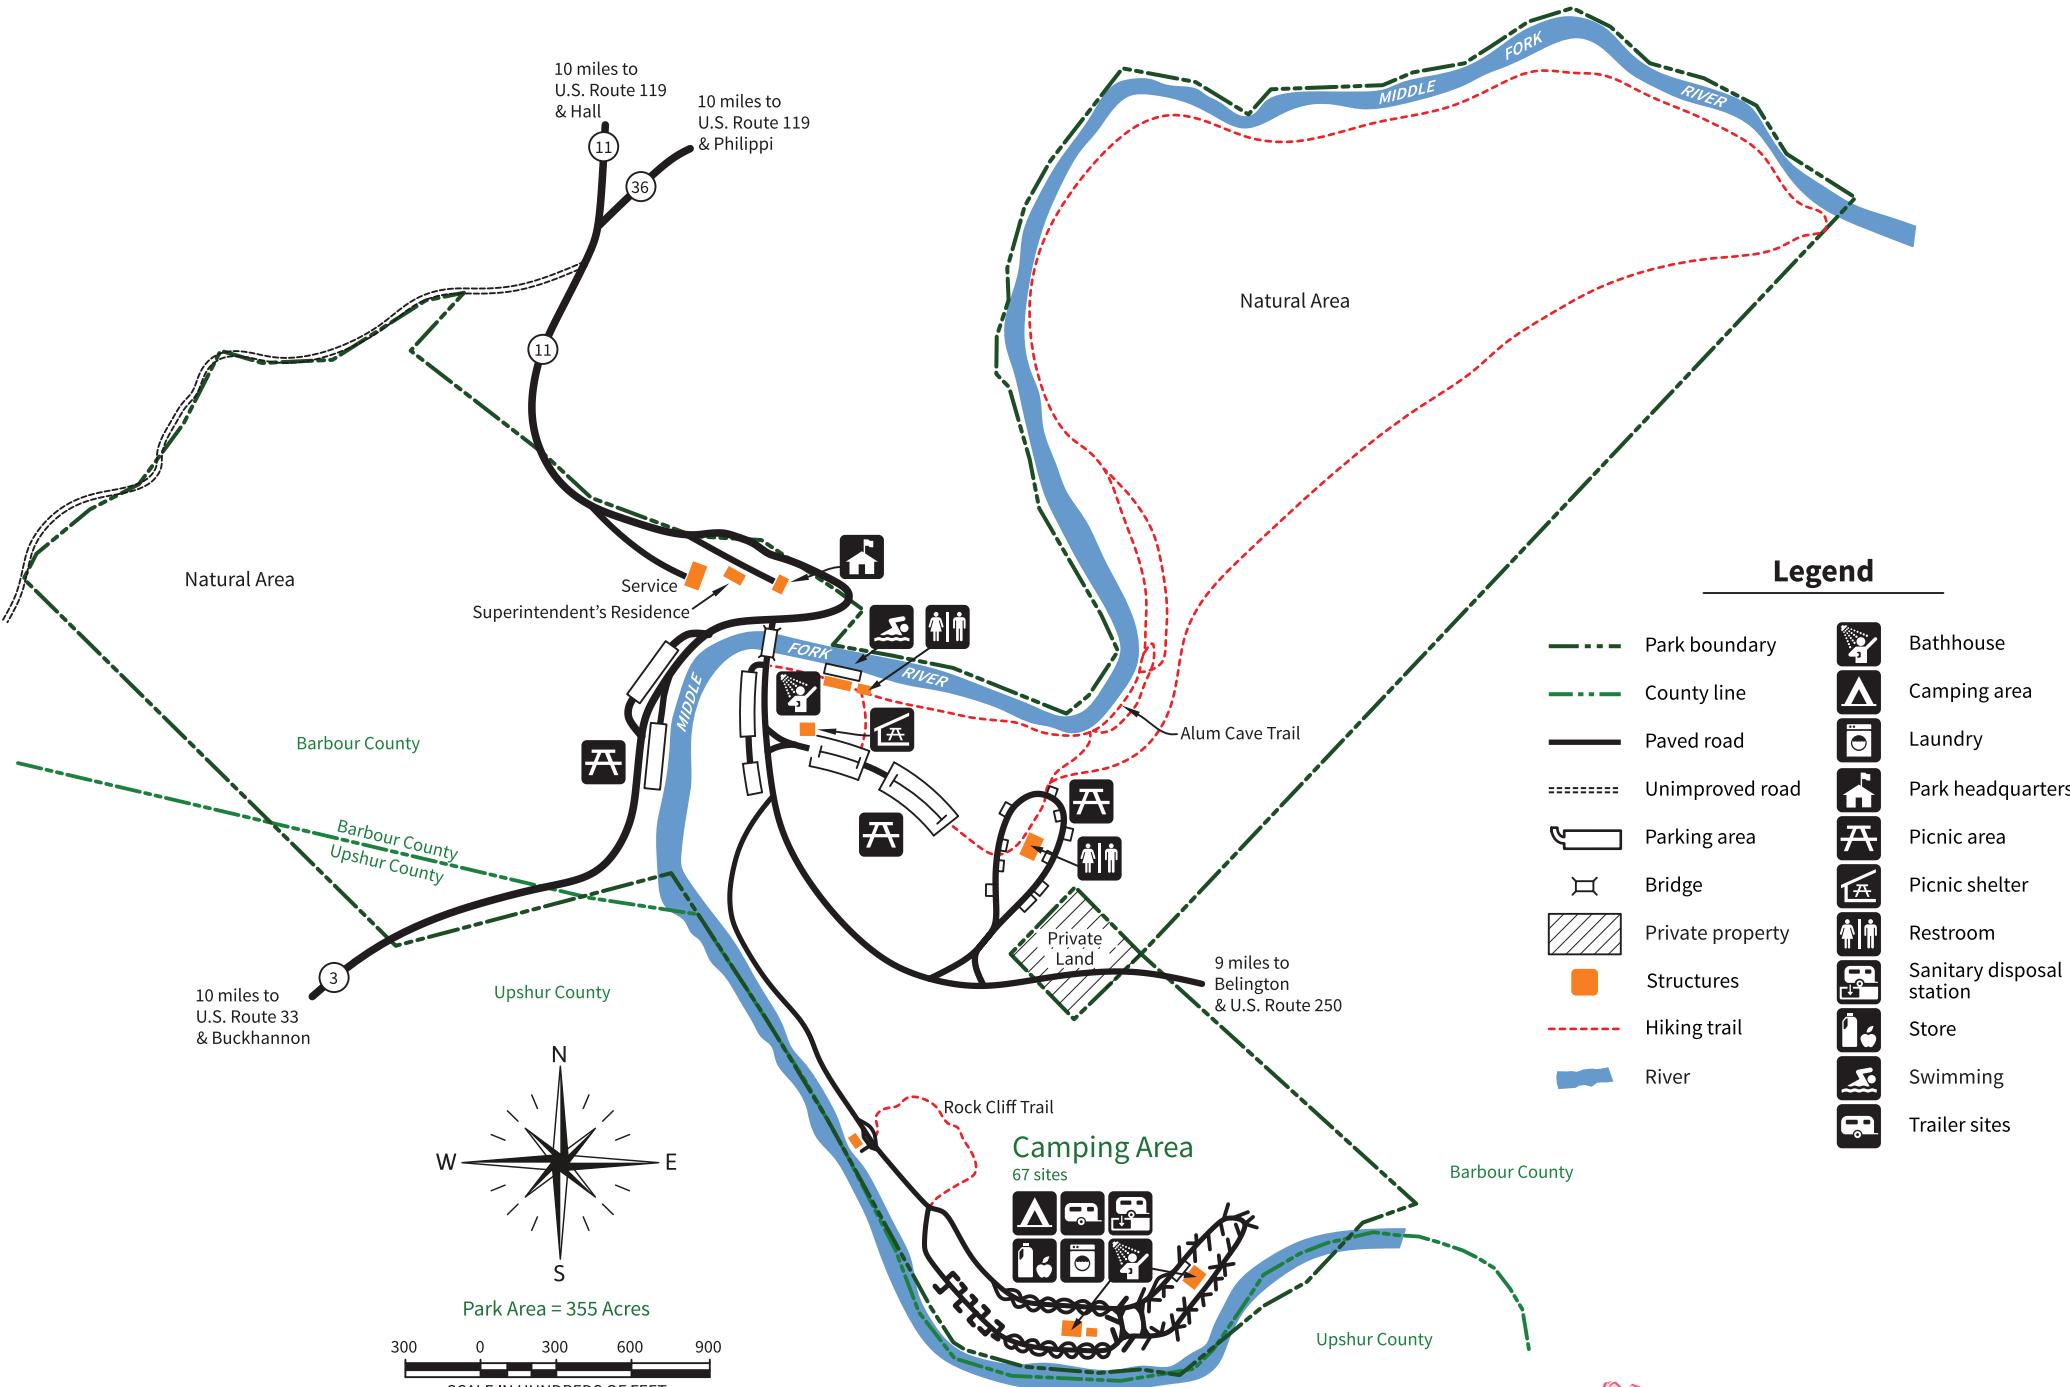 10 miles to
U.S. Route 119
& Hall
10 miles to
U.S. Route 119
& Philippi
11
36
11
MIDDLE
FORK
RIVER
Natural Area
Natural Area
Service
Superintendent's Residence
FORK
RIVER
MIDDLE
Alum Cave Trail
Barbour County
Barbour County
Upshur County
Private
Land
3
10 miles to
U.S. Route 33
& Buckhannon
Upshur County
9 miles to
Belington
& U.S. Route 250
N
W
E
S
Rock Cliff Trail
Camping Area
67 sites
Barbour County
Upshur County
Park Area = 355 Acres
300 0 300 600 900
SCALE IN HUNDREDS OF FEET
Legend
Park boundary
County line
Paved road
Unimproved road
Parking area
Bridge
Private property
Structures
Hiking trail
River
Bathhouse
Camping area
Laundry
Park headquarters
Picnic area
Picnic shelter
Restroom
Sanitary disposal
station
Store
Swimming
Trailer sites